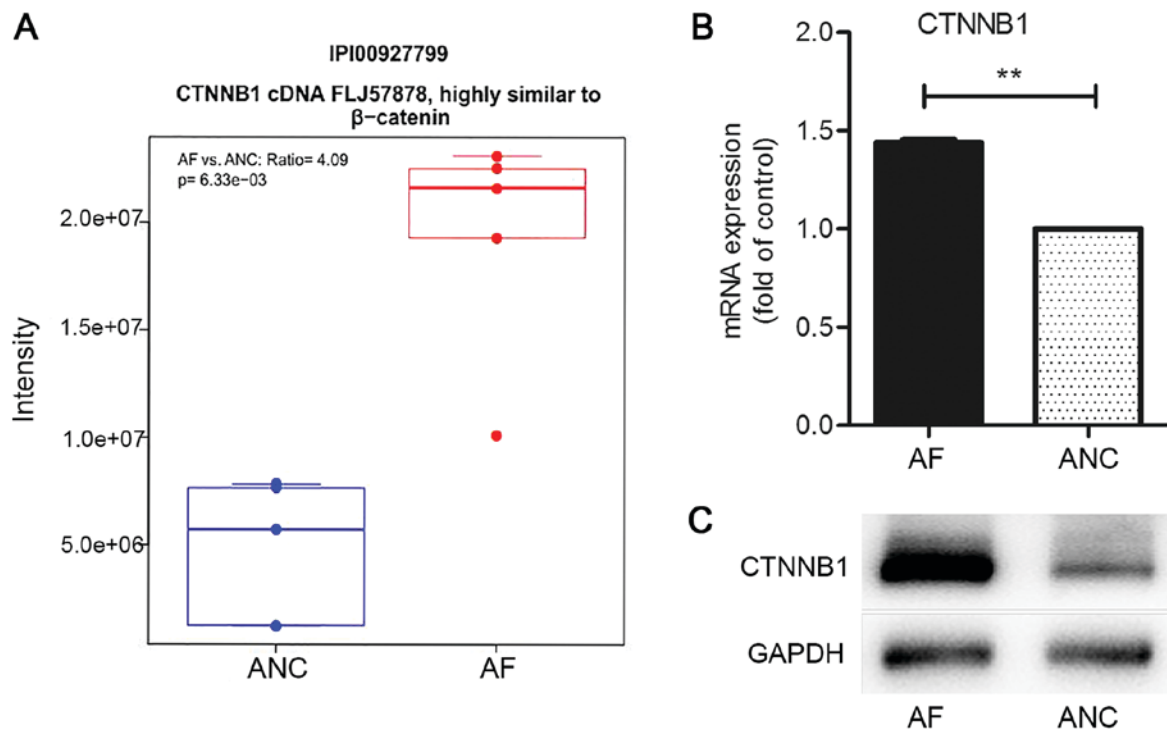 A
IPI00927799
CTNNB1 cDNA FLJ57878, highly similar to
β−catenin
AF vs. ANC: Ratio= 4.09
p= 6.33e−03
Intensity
2.0e+07
1.5e+07
1.0e+07
5.0e+06
ANC
AF
B
CTNNB1
**
mRNA expression
(fold of control)
2.0
1.5
1.0
0.5
0.0
AF
ANC
C
CTNNB1
GAPDH
AF
ANC